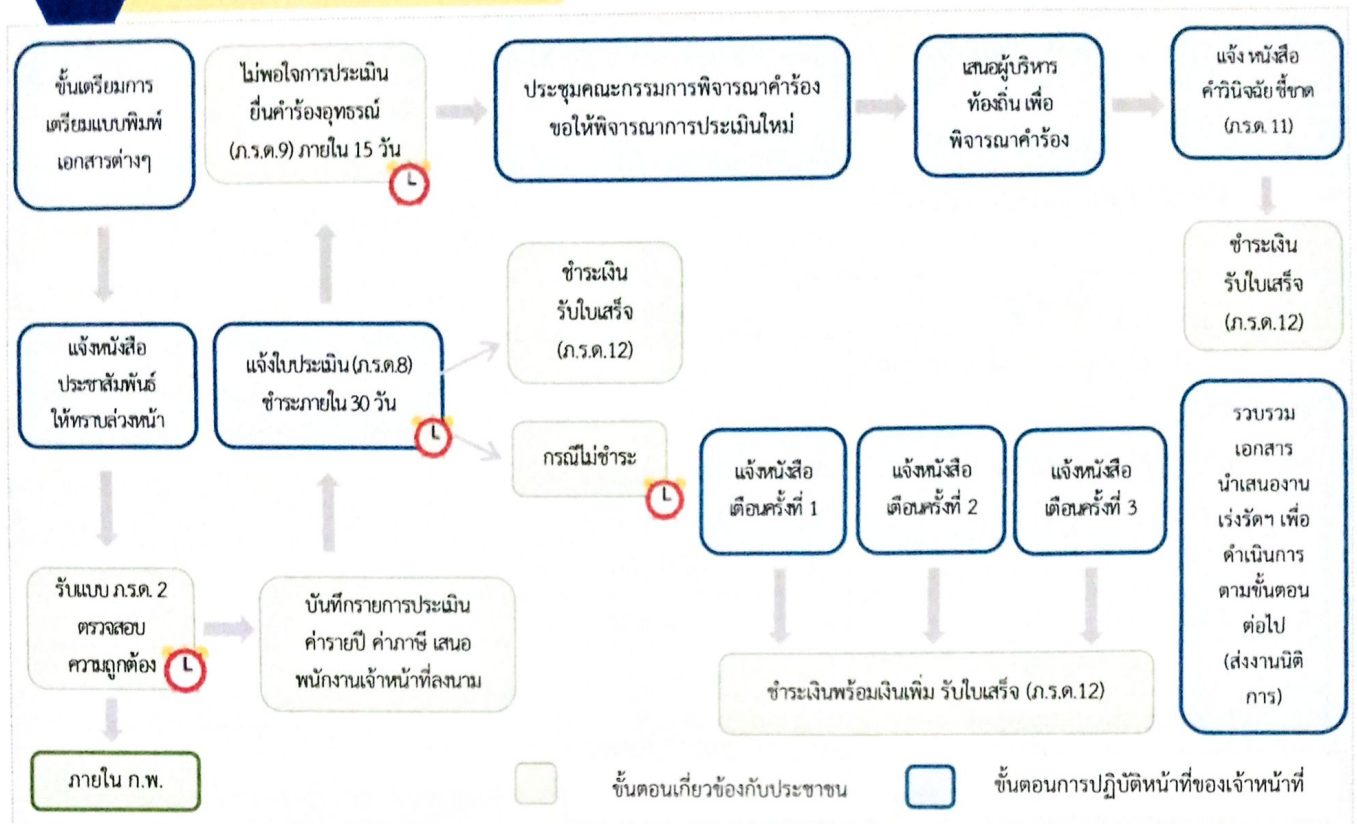 ขั้นเตรียมการ
เตรียมแบบพิมพ์
เอกสารต่างๆ
ไม่พอใจการประเมิน
ยื่นคำร้องอุทธรณ์
(ภ.ร.ด.9) ภายใน 15 วัน
ประชุมคณะกรรมการพิจารณาคำร้อง
ขอให้พิจารณาการประเมินใหม่
เสนอผู้บริหาร
ท้องถิ่น เพื่อ
พิจารณาคำร้อง
แจ้ง หนังสือ
คำวินิจฉัย ชี้ขาด
(ภ.ร.ด. 11)
ชำระเงิน
รับใบเสร็จ
(ภ.ร.ด.12)
แจ้งหนังสือ
ประชาสัมพันธ์
ให้ทราบล่วงหน้า
แจ้งใบประเมิน (ภ.ร.ด.8)
ชำระภายใน 30 วัน
ชำระเงิน
รับใบเสร็จ
(ภ.ร.ด.12)
กรณีไม่ชำระ
แจ้งหนังสือ
เตือนครั้งที่ 1
แจ้งหนังสือ
เตือนครั้งที่ 2
แจ้งหนังสือ
เตือนครั้งที่ 3
รวบรวม
เอกสาร
นำเสนองาน
เร่งรัดฯ เพื่อ
ดำเนินการ
ตามขั้นตอน
ต่อไป
(ส่งงานนิติ
การ)
รับแบบ ภ.ร.ด. 2
ตรวจสอบ
ความถูกต้อง
บันทึกรายการประเมิน
ค่ารายปี ค่าภาษี เสนอ
พนักงานเจ้าหน้าที่ลงนาม
ชำระเงินพร้อมเงินเพิ่ม รับใบเสร็จ (ภ.ร.ด.12)
ภายใน ก.พ.
ขั้นตอนเกี่ยวข้องกับประชาชน
ขั้นตอนการปฏิบัติหน้าที่ของเจ้าหน้าที่